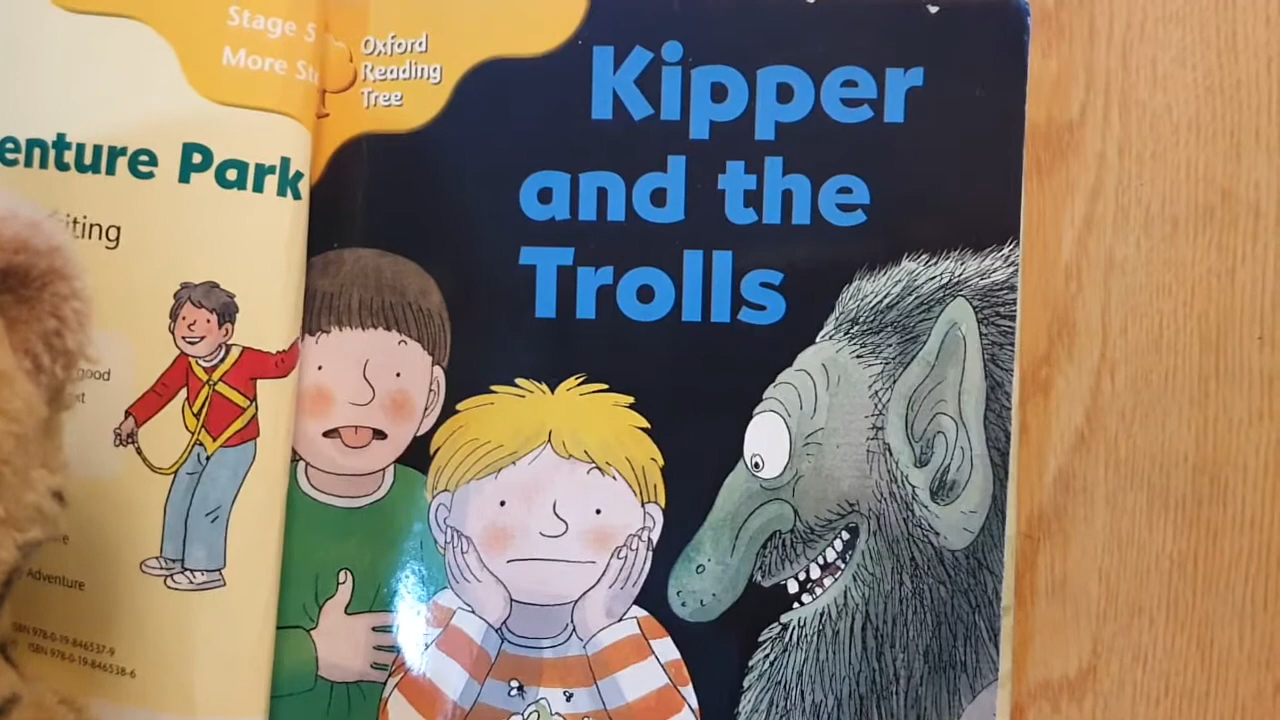 Stage 5
More
Oxford
Reading
Tree
Kipper
and the
Trolls
enture Park
iting
good
xt
e
Adventure
ISBN 978-0-19-846537-9
ISBN 978-0-19-846538-6